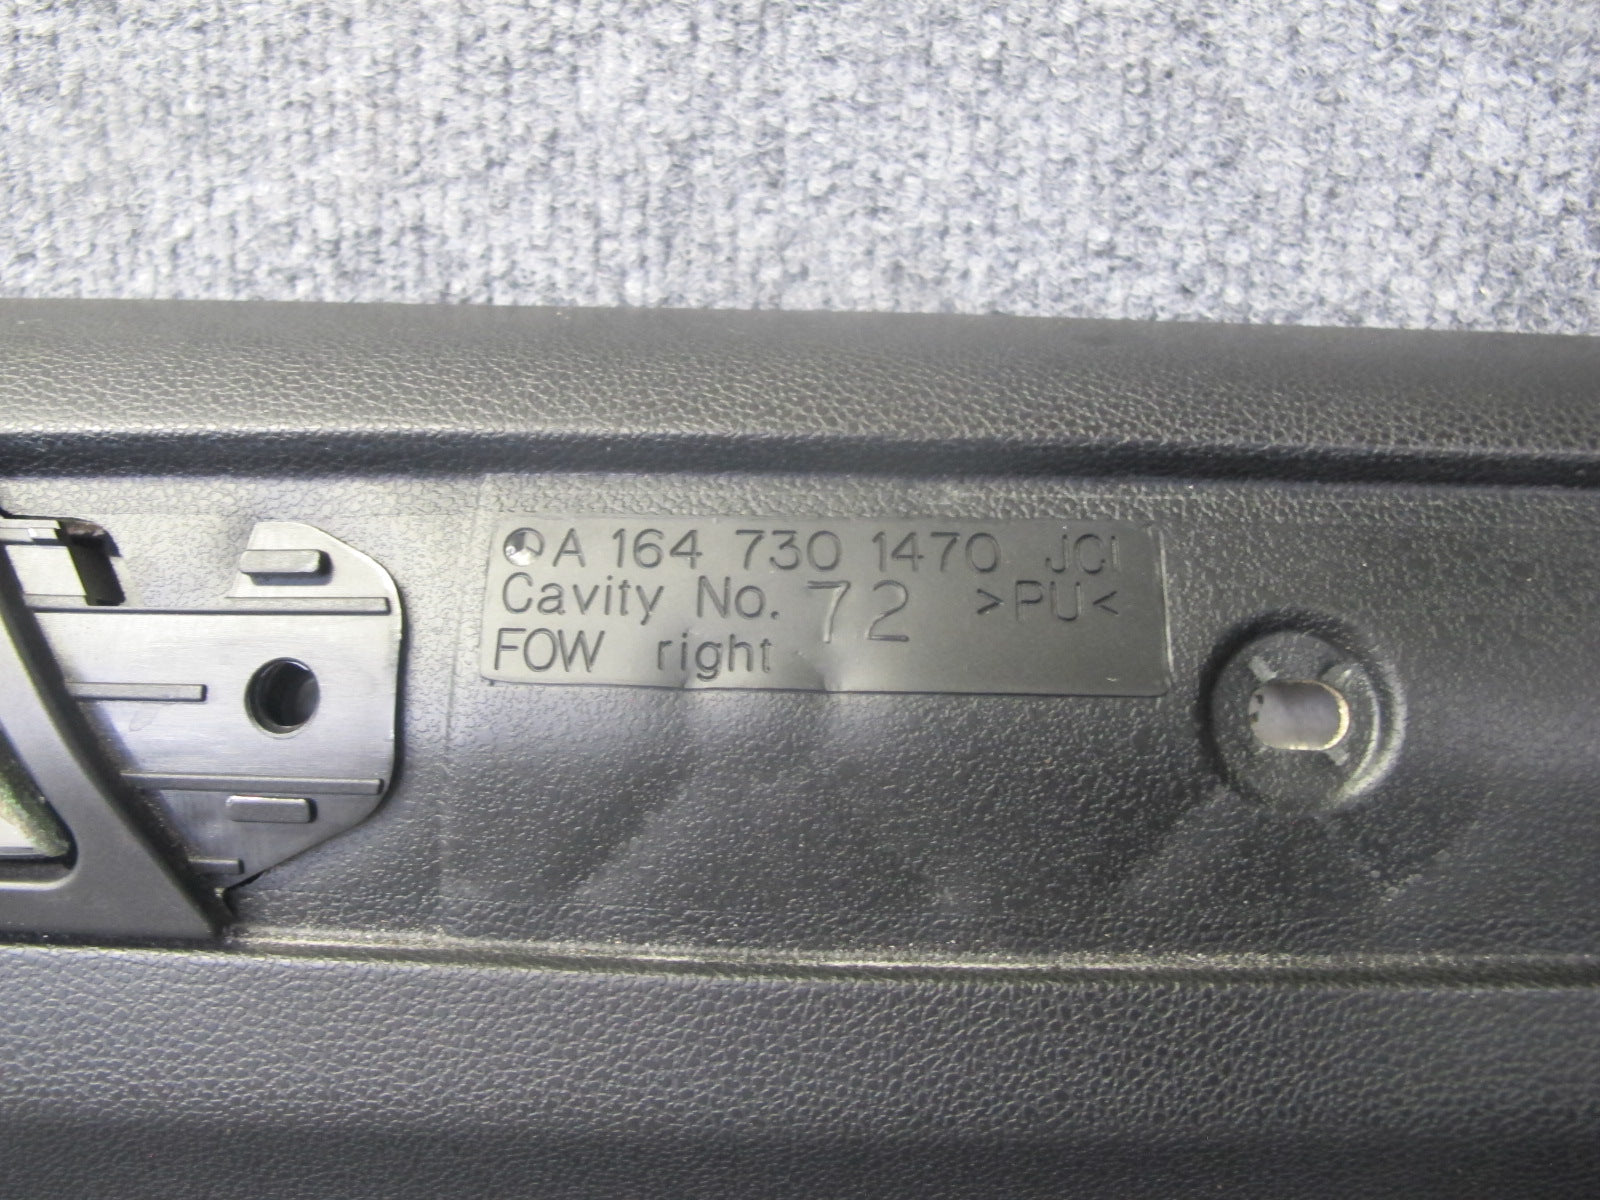 A 164 730 1470 JCI
Cavity No. 72 >PU<
FOW right